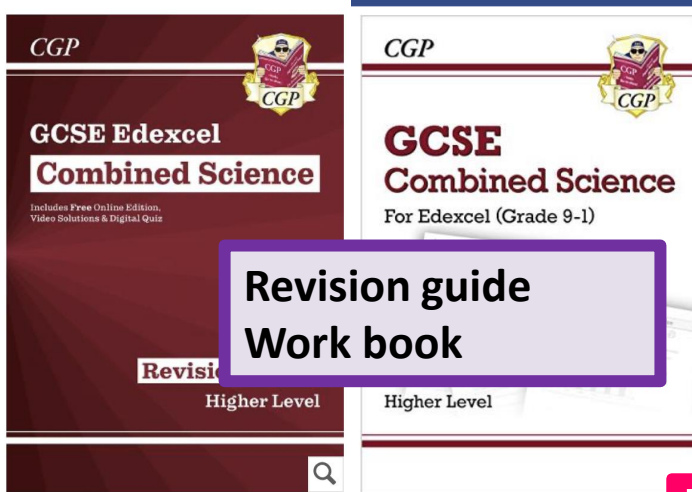 CGP
CGP
GCSE Edexcel
Combined Science
Includes Free Online Edition,
Video Solutions & Digital Quiz
Higher Level
CGP
CGP
GCSE
Combined Science
For Edexcel (Grade 9-1)
Higher Level
Revision guide
Work book